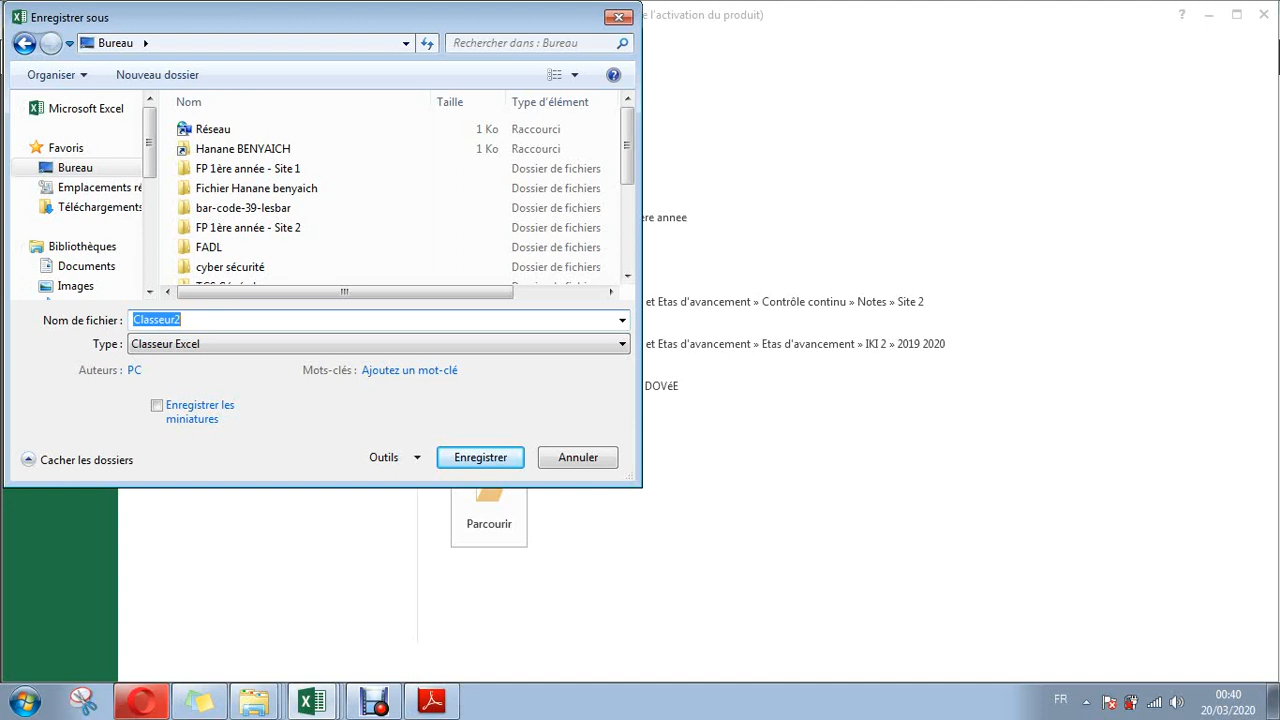 Enregistrer sous
e l'activation du produit)
Bureau
Rechercher dans : Bureau
Organiser
Nouveau dossier
Microsoft Excel
Favoris
Bureau
Emplacements ré
Téléchargements
Bibliothèques
Documents
Images
Nom Taille Type d'élément
Réseau 1 Ko Raccourci
Hanane BENYAICH 1 Ko Raccourci
FP 1ère année - Site 1 Dossier de fichiers
Fichier Hanane benyaich Dossier de fichiers
bar-code-39-lesbar Dossier de fichiers
FP 1ère année - Site 2 Dossier de fichiers
FADL Dossier de fichiers
cyber sécurité Dossier de fichiers
ère annee
et Etas d'avancement » Contrôle continu » Notes » Site 2
et Etas d'avancement » Etas d'avancement » IKI 2 » 2019 2020
DOVéE
Nom de fichier : Classeur2
Type : Classeur Excel
Auteurs : PC
Mots-clés : Ajoutez un mot-clé
Enregistrer les
miniatures
Cacher les dossiers
Outils
Enregistrer
Annuler
Parcourir
FR
00:40
20/03/2020